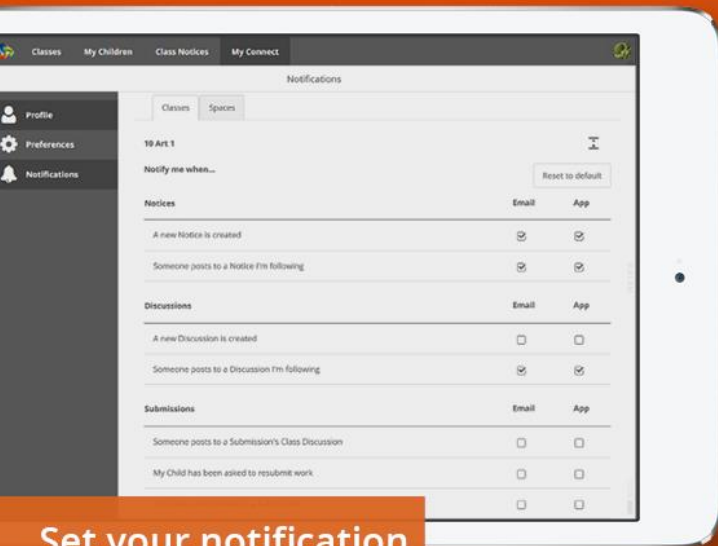 Classes My Children Class Notices My Connect
Notifications
Profile
Preferences
Notifications
Classes Spaces
10 Art 1
Notify me when...
Reset to default
Notices Email App
A new Notice is created
Someone posts to a Notice I'm following
Discussions Email App
A new Discussion is created
Someone posts to a Discussion I'm following
Submissions Email App
Someone posts to a Submission's Class Discussion
My Child has been asked to resubmit work
Set your notification